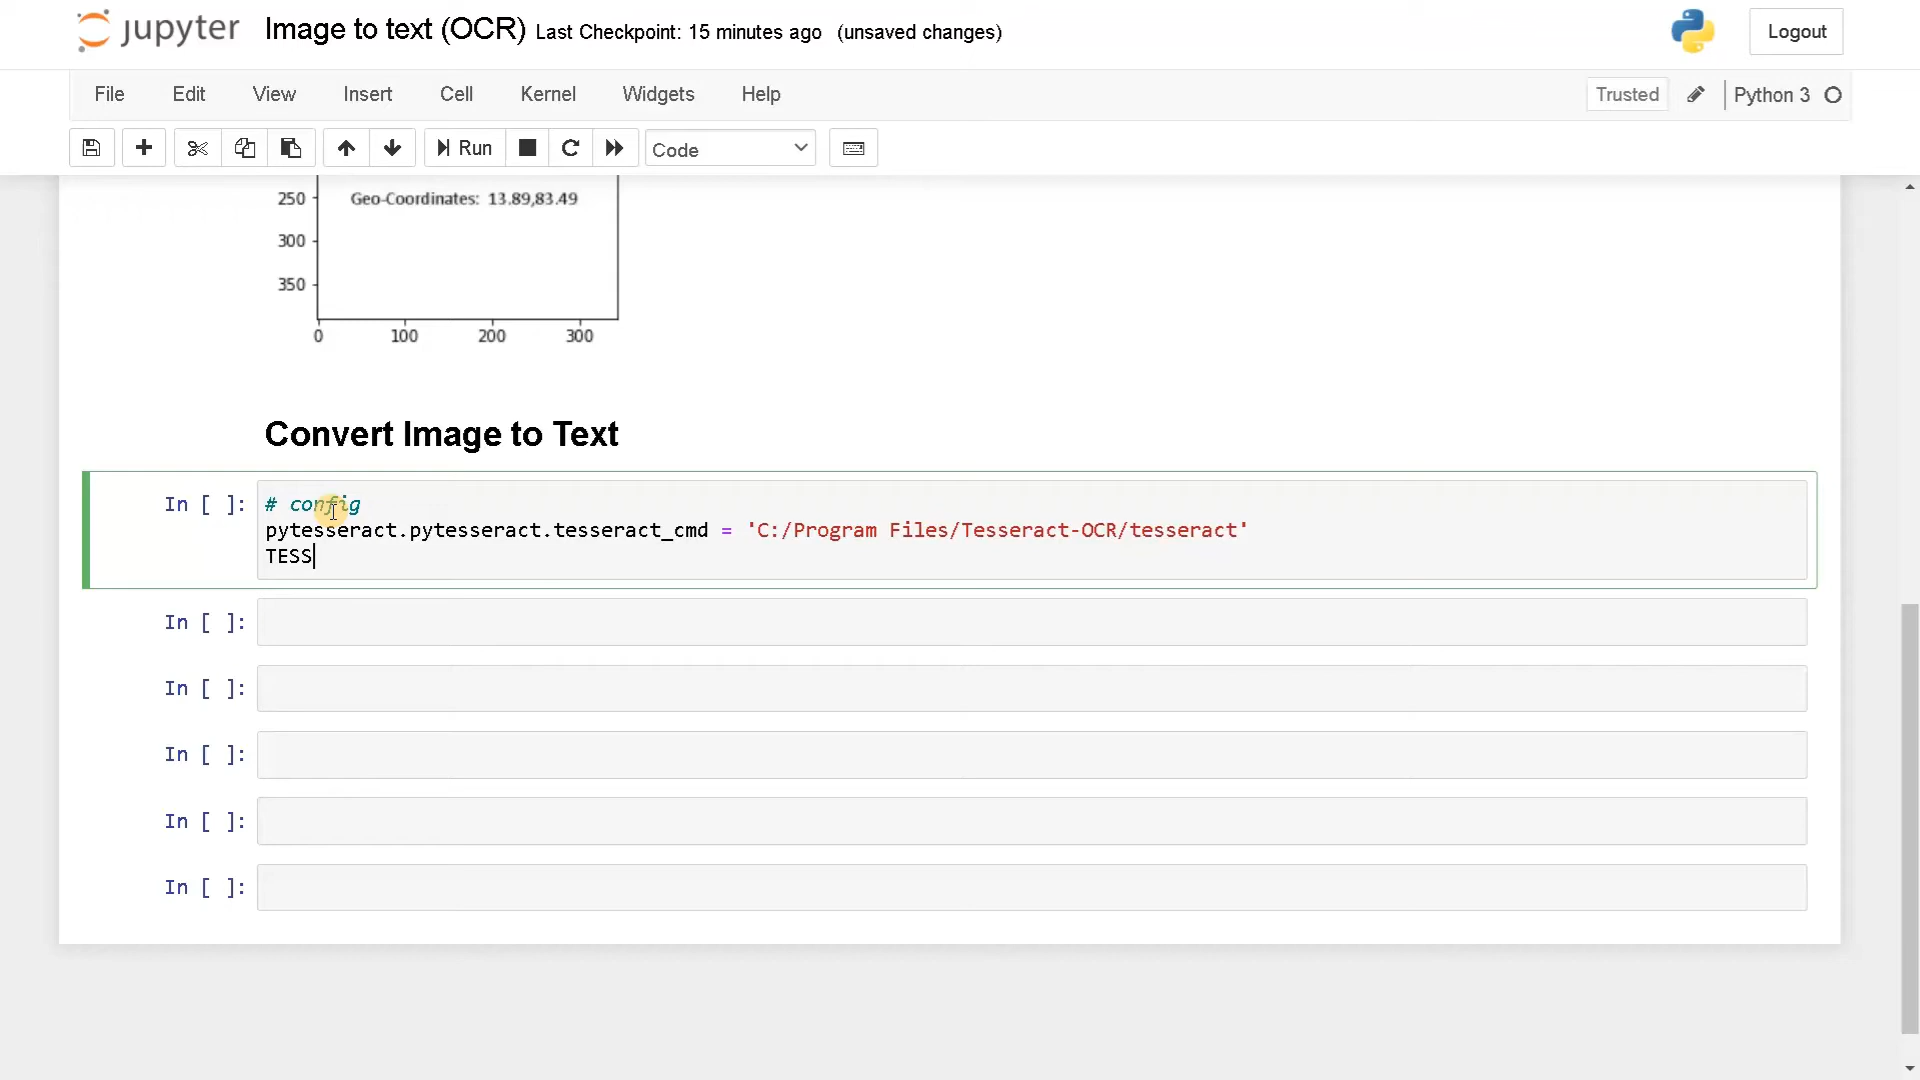 jupyter Image to text (OCR) Last Checkpoint: 15 minutes ago (unsaved changes)
Logout
File Edit View Insert Cell Kernel Widgets Help
Trusted Python 3
Run Code
250
Geo-Coordinates: 13.89,83.49
300
350
0 100 200 300
Convert Image to Text
In [ ]: # config
pytesseract.pytesseract.tesseract_cmd = 'C:/Program Files/Tesseract-OCR/tesseract'
TESS
In [ ]:
In [ ]:
In [ ]:
In [ ]:
In [ ]: